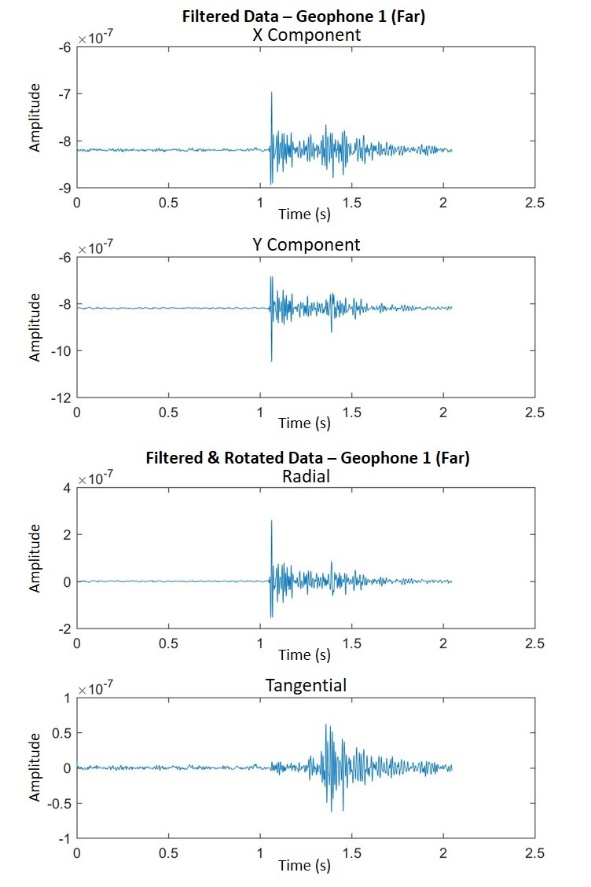 Filtered Data – Geophone 1 (Far)
X Component
×10⁻⁷
-6
-7
-8
-9
Amplitude
0 0.5 1 1.5 2 2.5
Time (s)
Y Component
×10⁻⁷
-6
-8
-10
-12
Amplitude
0 0.5 1 1.5 2 2.5
Time (s)
Filtered & Rotated Data – Geophone 1 (Far)
Radial
×10⁻⁷
4
2
0
-2
Amplitude
0 0.5 1 1.5 2 2.5
Time (s)
Tangential
×10⁻⁷
1
0.5
0
-0.5
-1
Amplitude
0 0.5 1 1.5 2 2.5
Time (s)